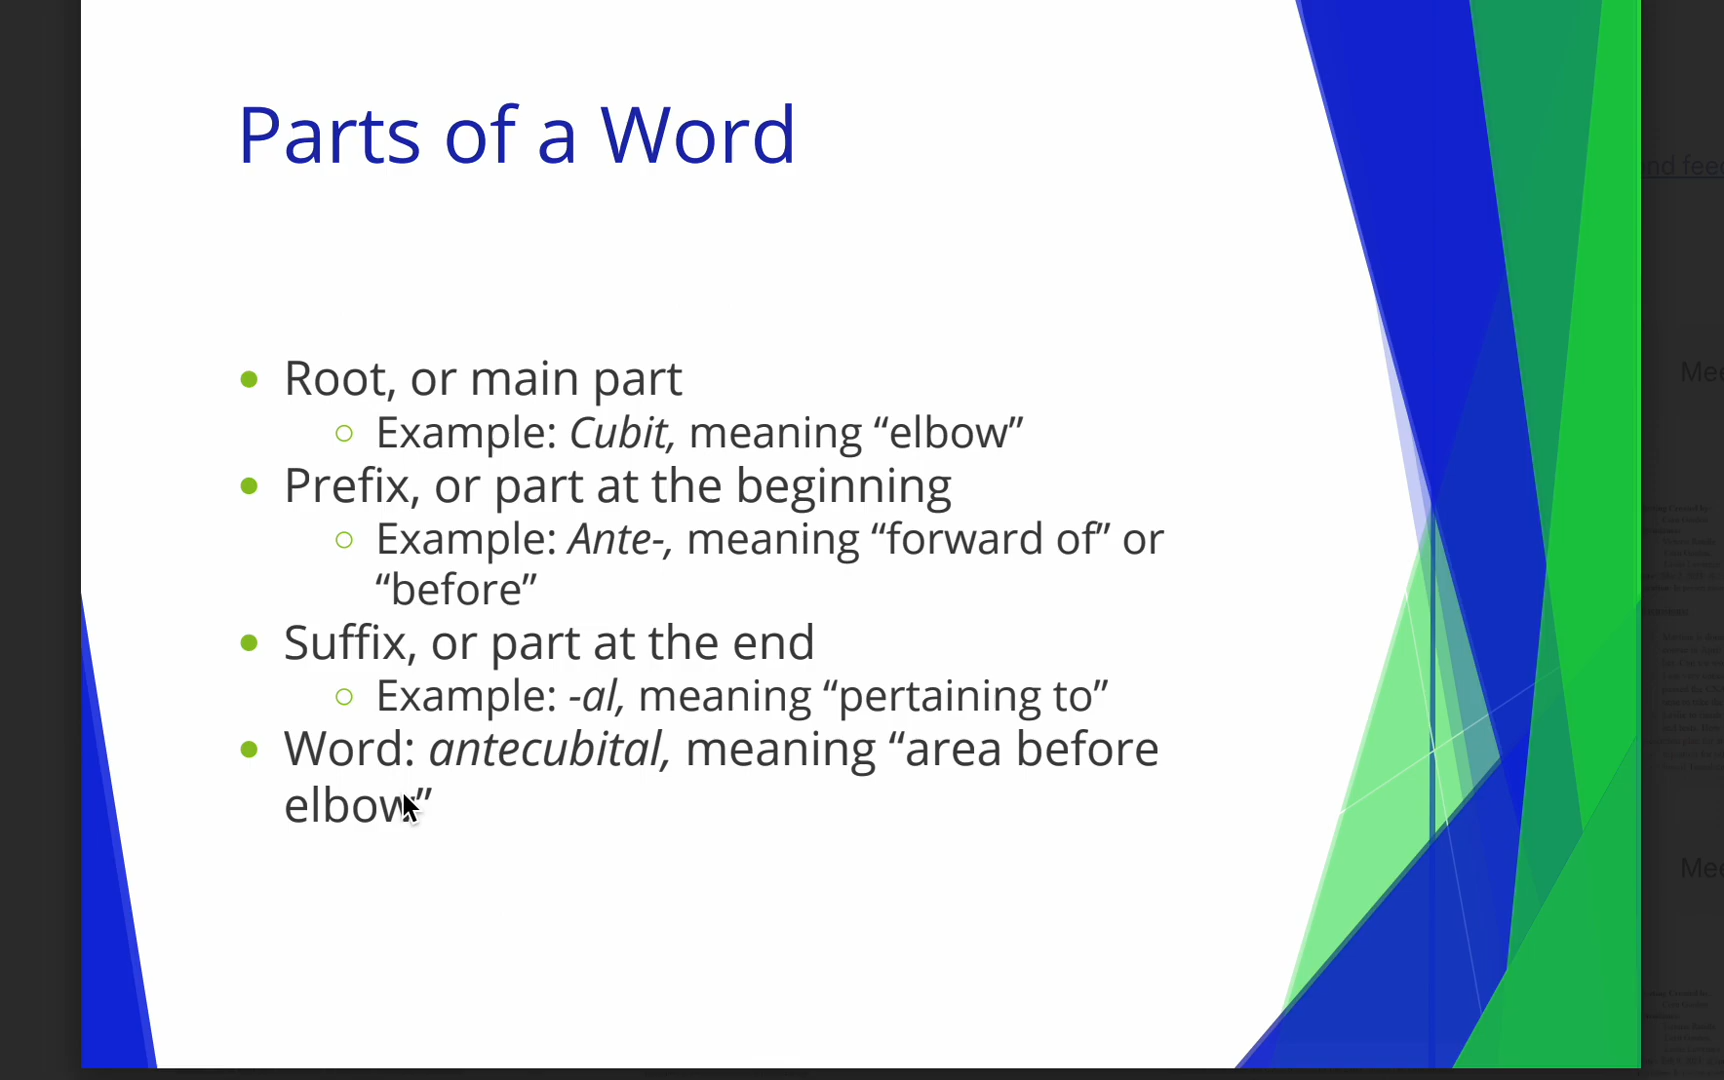 Parts of a Word
• Root, or main part
○ Example: Cubit, meaning “elbow”
• Prefix, or part at the beginning
○ Example: Ante-, meaning “forward of” or
“before”
• Suffix, or part at the end
○ Example: -al, meaning “pertaining to”
• Word: antecubital, meaning “area before
elbow”